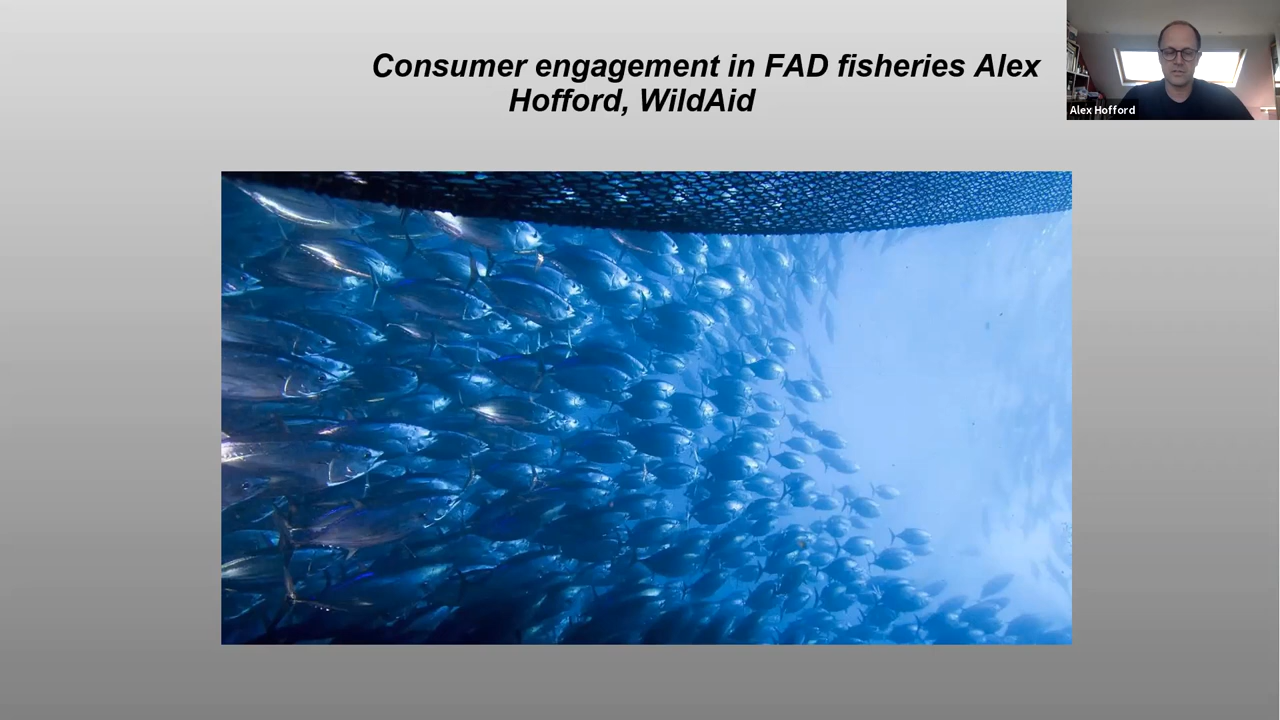 Consumer engagement in FAD fisheries Alex
Hofford, WildAid
Alex Hofford